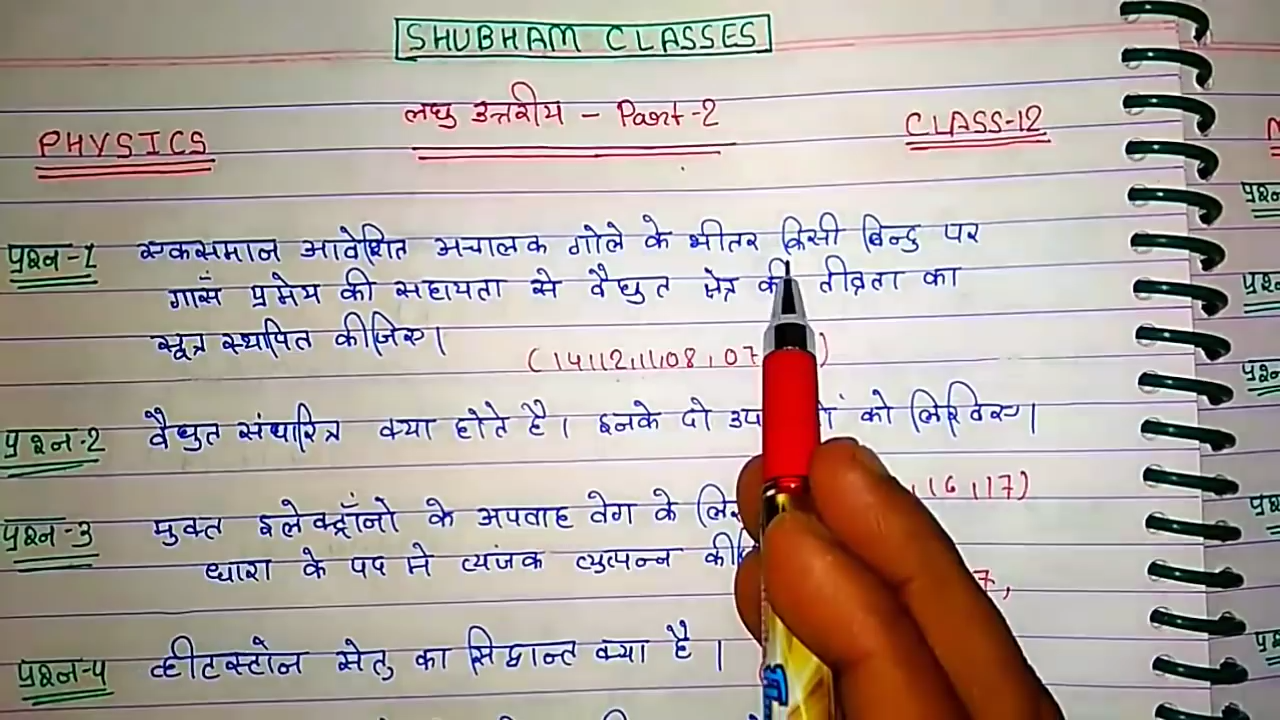 SHUBHAM CLASSES
लघु उत्तरीय – Part-2
PHYSICS
CLASS-12
प्रश्न-1 एकसमान आवेशित अचालक गोले के भीतर किसी बिन्दु पर
गॉस प्रमेय की सहायता से वैधुत क्षेत्र की तीव्रता का
सूत्र स्थापित कीजिए।
(14,12,11,08,07 )
प्रश्न-2 वैधुत संधारित्र क्या होते है। इनके दो को लिखिए।
,16,17)
प्रश्न-3 मुक्त इलेक्ट्रॉनो के अपवाह वेग के
धारा के पद मे व्यंजक व्युत्पन्न
7,
प्रश्न-4 व्हीटस्टोन सेतु का सिद्धान्त क्या है।